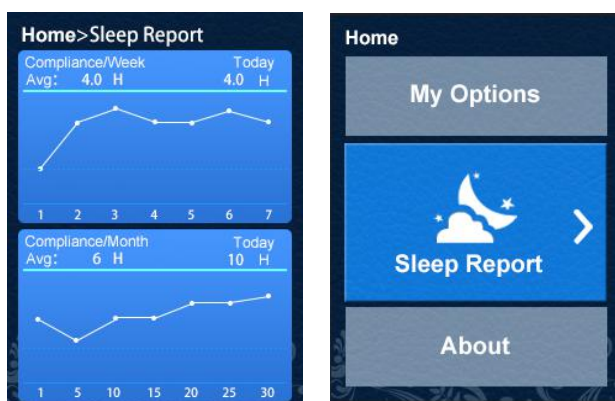 Home>Sleep Report
Compliance/Week Today
Avg: 4.0 H 4.0 H
1 2 3 4 5 6 7
Compliance/Month Today
Avg: 6 H 10 H
1 5 10 15 20 25 30
Home
My Options
Sleep Report
About